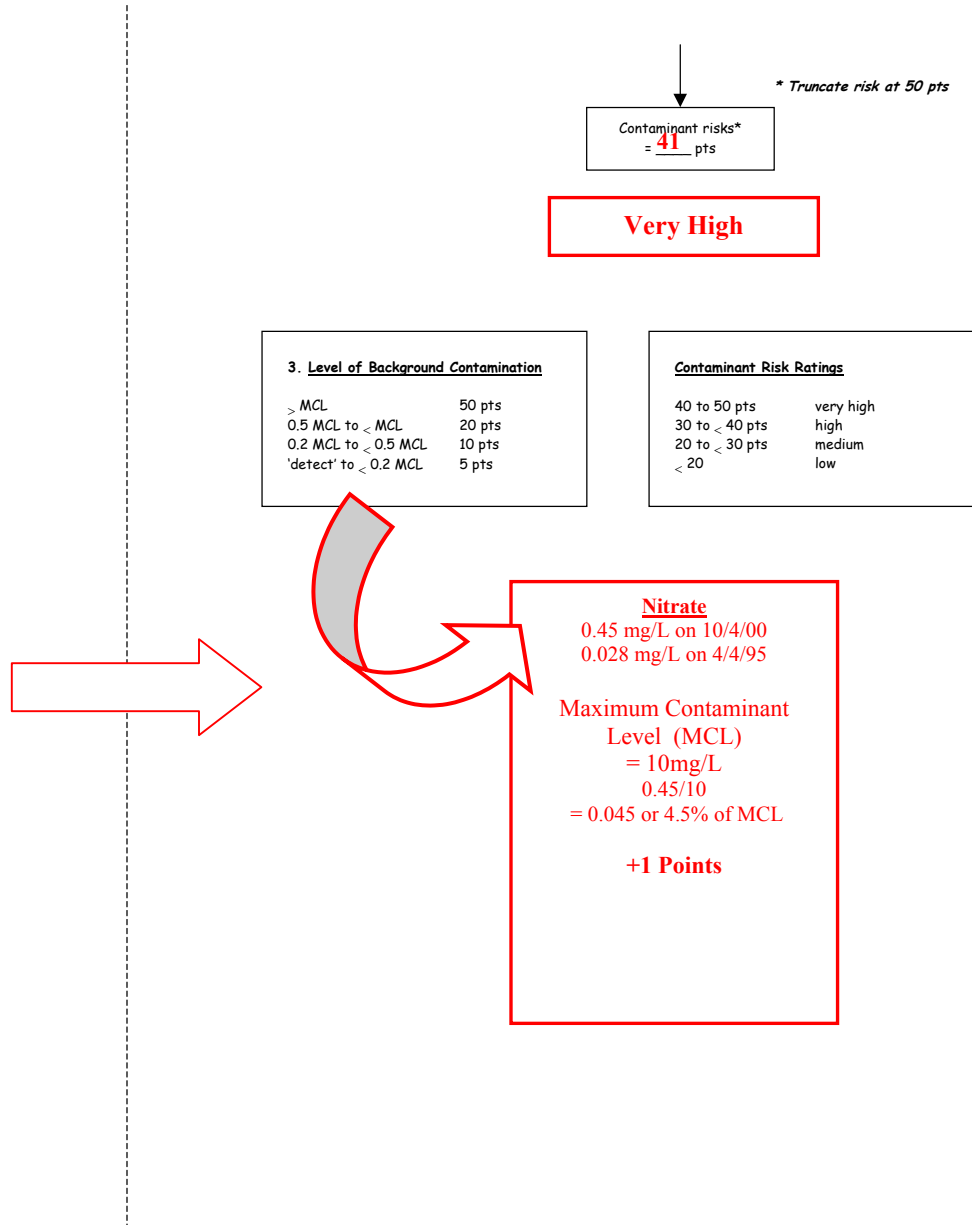 * Truncate risk at 50 pts
Contaminant risks*
= 41 pts
Very High
3. Level of Background Contamination
> MCL 50 pts
0.5 MCL to < MCL 20 pts
0.2 MCL to < 0.5 MCL 10 pts
'detect' to < 0.2 MCL 5 pts
Contaminant Risk Ratings
40 to 50 pts very high
30 to < 40 pts high
20 to < 30 pts medium
< 20 low
Nitrate
0.45 mg/L on 10/4/00
0.028 mg/L on 4/4/95
Maximum Contaminant
Level (MCL)
= 10mg/L
0.45/10
= 0.045 or 4.5% of MCL
+1 Points